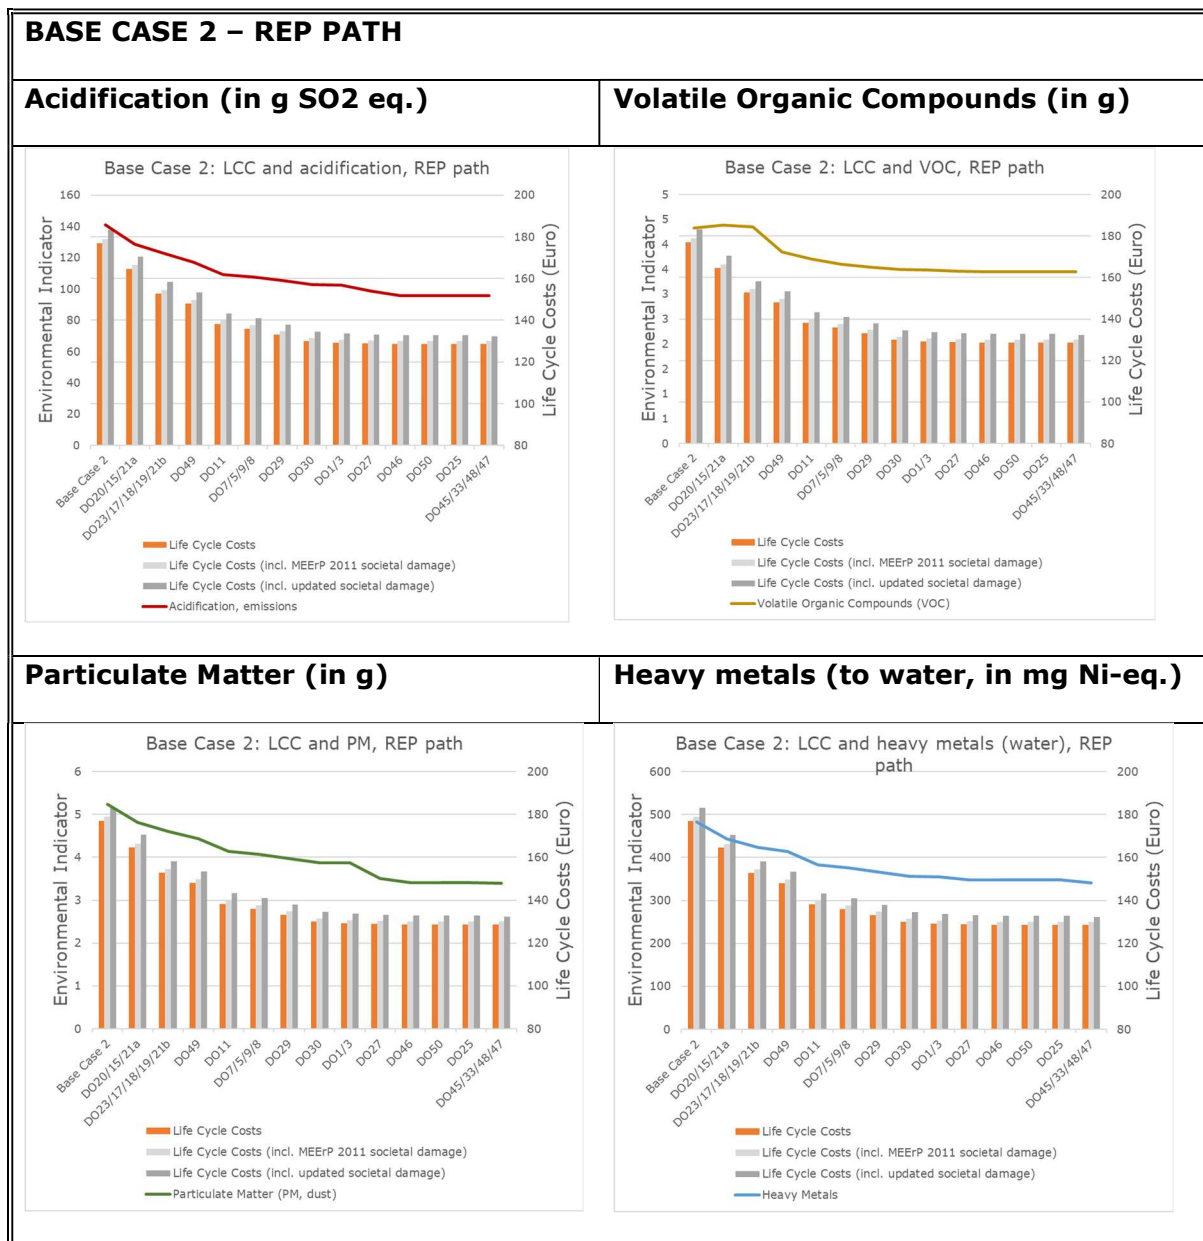 BASE CASE 2 – REP PATH
Acidification (in g SO2 eq.)
Volatile Organic Compounds (in g)
Base Case 2: LCC and acidification, REP path
160
140
120
100
80
60
40
20
0
Environmental Indicator
200
180
160
140
120
100
80
Life Cycle Costs (Euro)
Base Case 2
DO20/15/21a
DO23/17/18/19/21b
DO49
DO11
DO7/5/9/8
DO29
DO30
DO1/3
DO27
DO46
DO50
DO25
DO45/33/48/47
Life Cycle Costs
Life Cycle Costs (incl. MEErP 2011 societal damage)
Life Cycle Costs (incl. updated societal damage)
Acidification, emissions
Base Case 2: LCC and VOC, REP path
5
5
4
4
3
3
2
2
1
1
0
Environmental Indicator
200
180
160
140
120
100
80
Life Cycle Costs (Euro)
Base Case 2
DO20/15/21a
DO23/17/18/19/21b
DO49
DO11
DO7/5/9/8
DO29
DO30
DO1/3
DO27
DO46
DO50
DO25
DO45/33/48/47
Life Cycle Costs
Life Cycle Costs (incl. MEErP 2011 societal damage)
Life Cycle Costs (incl. updated societal damage)
Volatile Organic Compounds (VOC)
Particulate Matter (in g)
Heavy metals (to water, in mg Ni-eq.)
Base Case 2: LCC and PM, REP path
6
5
4
3
2
1
0
Environmental Indicator
200
180
160
140
120
100
80
Life Cycle Costs (Euro)
Base Case 2
DO20/15/21a
DO23/17/18/19/21b
DO49
DO11
DO7/5/9/8
DO29
DO30
DO1/3
DO27
DO46
DO50
DO25
DO45/33/48/47
Life Cycle Costs
Life Cycle Costs (incl. MEErP 2011 societal damage)
Life Cycle Costs (incl. updated societal damage)
Particulate Matter (PM, dust)
Base Case 2: LCC and heavy metals (water), REP
path
600
500
400
300
200
100
0
Environmental Indicator
200
180
160
140
120
100
80
Life Cycle Costs (Euro)
Base Case 2
DO20/15/21a
DO23/17/18/19/21b
DO49
DO11
DO7/5/9/8
DO29
DO30
DO1/3
DO27
DO46
DO50
DO25
DO45/33/48/47
Life Cycle Costs
Life Cycle Costs (incl. MEErP 2011 societal damage)
Life Cycle Costs (incl. updated societal damage)
Heavy Metals